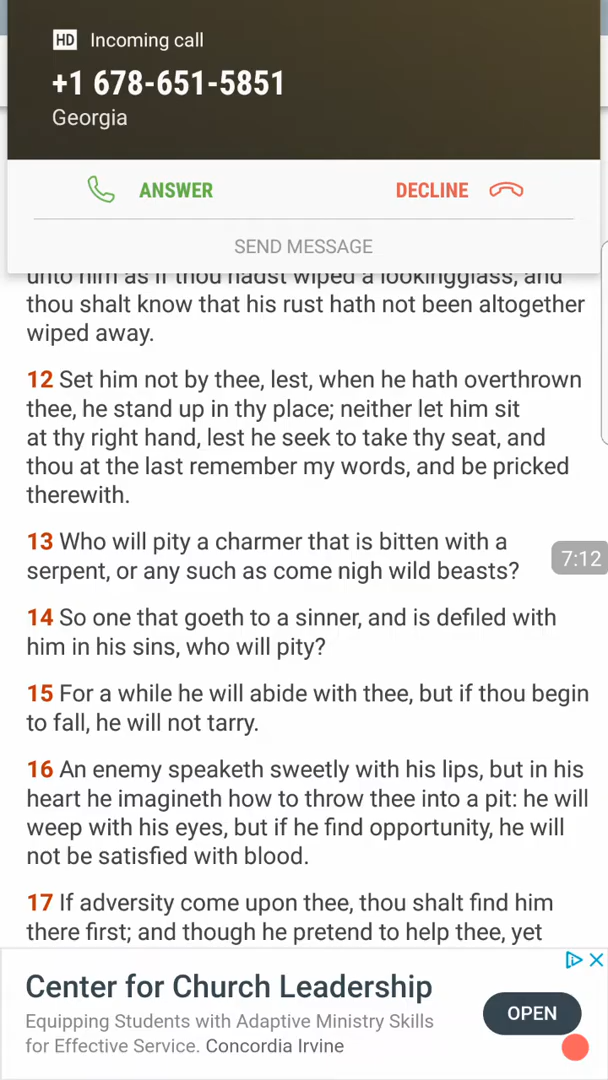 HD Incoming call
+1 678-651-5851
Georgia
ANSWER DECLINE
SEND MESSAGE
unto him as if thou hadst wiped a lookingglass, and
thou shalt know that his rust hath not been altogether
wiped away.
12 Set him not by thee, lest, when he hath overthrown
thee, he stand up in thy place; neither let him sit
at thy right hand, lest he seek to take thy seat, and
thou at the last remember my words, and be pricked
therewith.
13 Who will pity a charmer that is bitten with a
serpent, or any such as come nigh wild beasts?
7:12
14 So one that goeth to a sinner, and is defiled with
him in his sins, who will pity?
15 For a while he will abide with thee, but if thou begin
to fall, he will not tarry.
16 An enemy speaketh sweetly with his lips, but in his
heart he imagineth how to throw thee into a pit: he will
weep with his eyes, but if he find opportunity, he will
not be satisfied with blood.
17 If adversity come upon thee, thou shalt find him
there first; and though he pretend to help thee, yet
Center for Church Leadership
Equipping Students with Adaptive Ministry Skills
for Effective Service. Concordia Irvine
OPEN